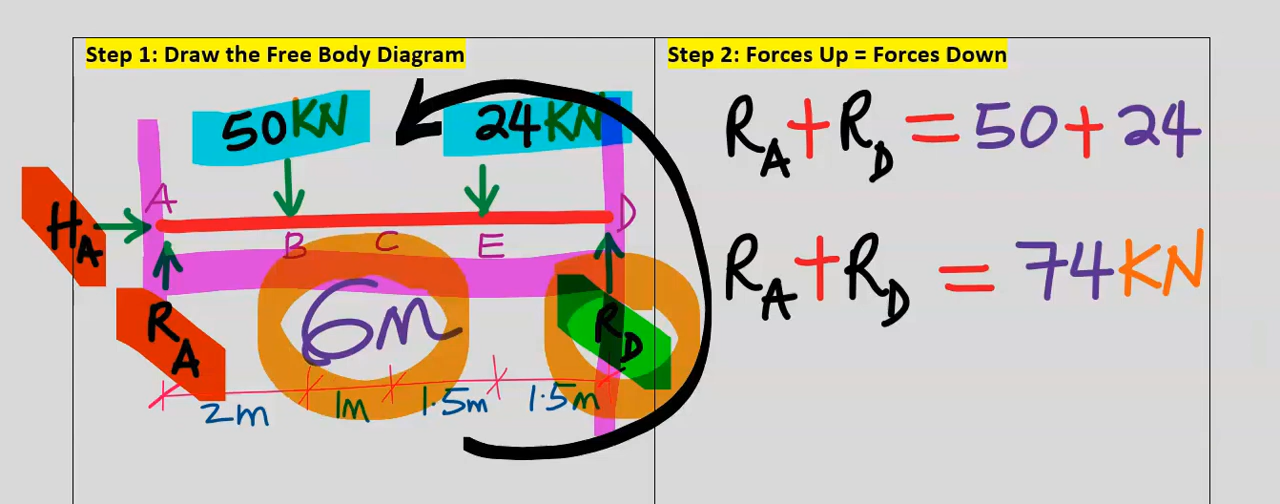 Step 1: Draw the Free Body Diagram
50KN 24KN
A D
HA
B C E
RA 6m RD
2m 1m 1.5m 1.5m
Step 2: Forces Up = Forces Down
RA+RD = 50+24
RA+RD = 74KN